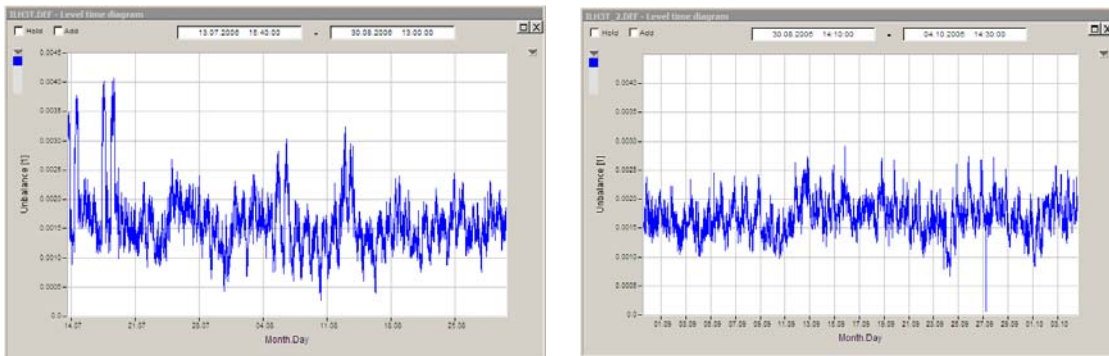 ILH3T.DEF - Level time diagram
Hold Add
13.07.2006 15:40:00 - 30.08.2006 13:00:00
0.0045
0.0040
0.0035
0.0030
0.0025
0.0020
0.0015
0.0010
0.0005
0.0
Unbalance [1]
14.07 21.07 28.07 04.08 11.08 18.08 25.08
Month.Day
ILH3T_2.DEF - Level time diagram
Hold Add
30.08.2006 14:10:00 - 04.10.2006 14:30:00
0.0040
0.0035
0.0030
0.0025
0.0020
0.0015
0.0010
0.0005
0.0
Unbalance [1]
01.09 03.09 05.09 07.09 09.09 11.09 13.09 15.09 17.09 19.09 21.09 23.09 25.09 27.09 29.09 01.10 03.10
Month.Day